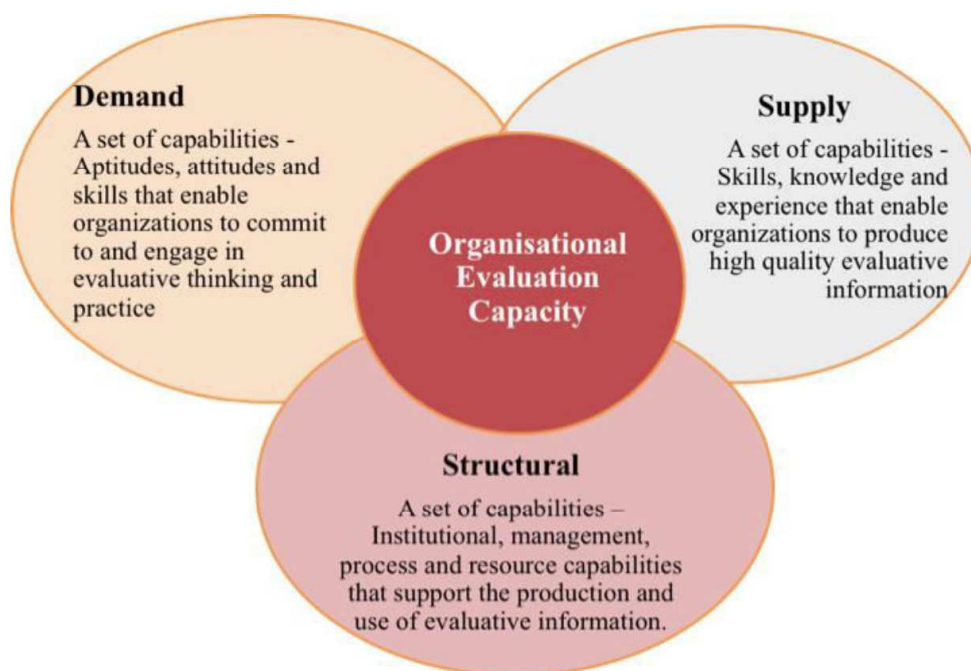 Demand
A set of capabilities -
Aptitudes, attitudes and
skills that enable
organizations to commit
to and engage in
evaluative thinking and
practice
Supply
A set of capabilities -
Skills, knowledge and
experience that enable
organizations to produce
high quality evaluative
information
Organisational
Evaluation
Capacity
Structural
A set of capabilities –
Institutional, management,
process and resource capabilities
that support the production and
use of evaluative information.